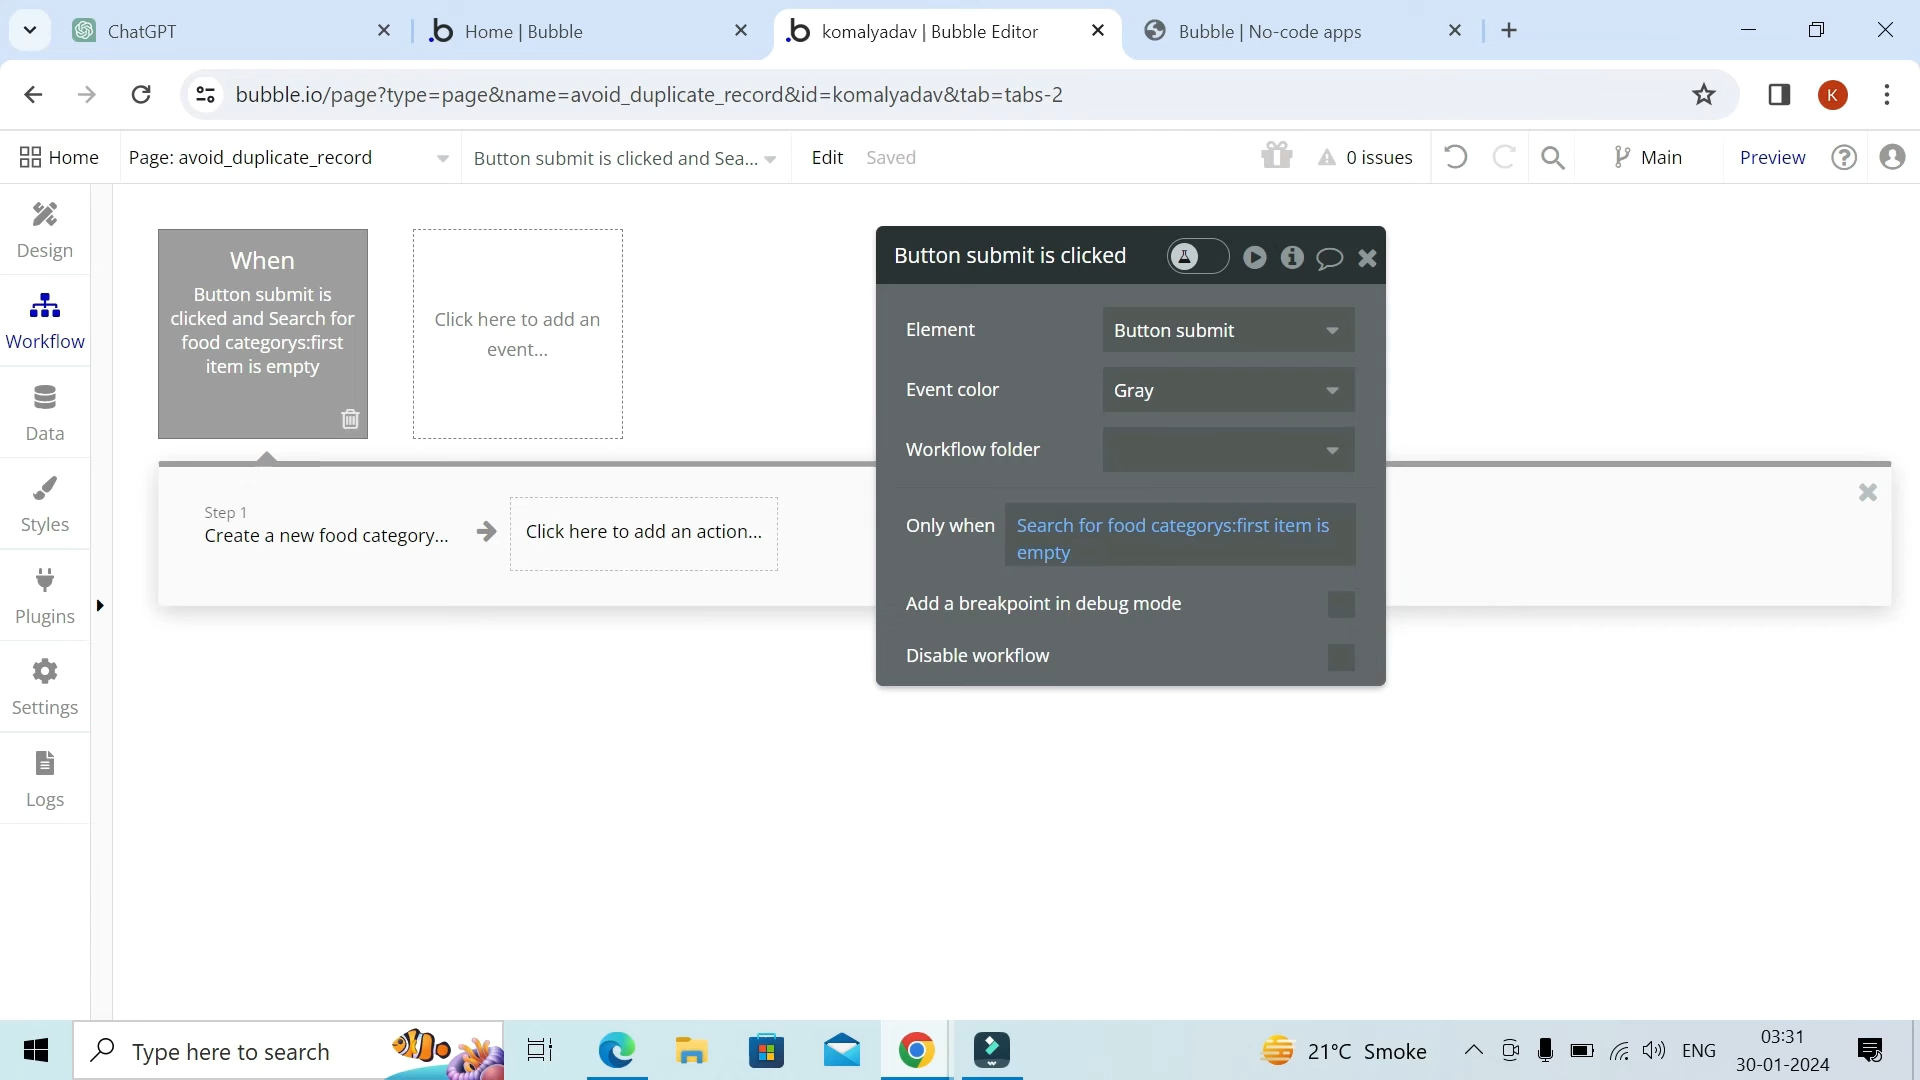 ChatGPT
Home | Bubble
komalyadav | Bubble Editor
Bubble | No-code apps
bubble.io/page?type=page&name=avoid_duplicate_record&id=komalyadav&tab=tabs-2
K
Home
Page: avoid_duplicate_record
Button submit is clicked and Sea...
Edit
Saved
0 issues
Main
Preview
Design
Workflow
Data
Styles
Plugins
Settings
Logs
When
Button submit is
clicked and Search for
food categorys:first
item is empty
Click here to add an
event...
Step 1
Create a new food category...
Click here to add an action...
Button submit is clicked
Element
Button submit
Event color
Gray
Workflow folder
Only when
Search for food categorys:first item is
empty
Add a breakpoint in debug mode
Disable workflow
Type here to search
21°C Smoke
ENG
03:31
30-01-2024